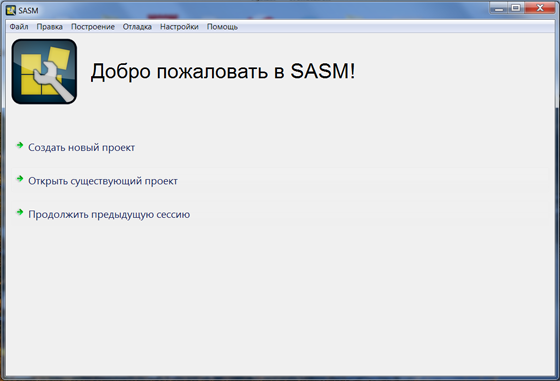 SASM
Файл Правка Построение Отладка Настройки Помощь
Добро пожаловать в SASM!
Создать новый проект
Открыть существующий проект
Продолжить предыдущую сессию